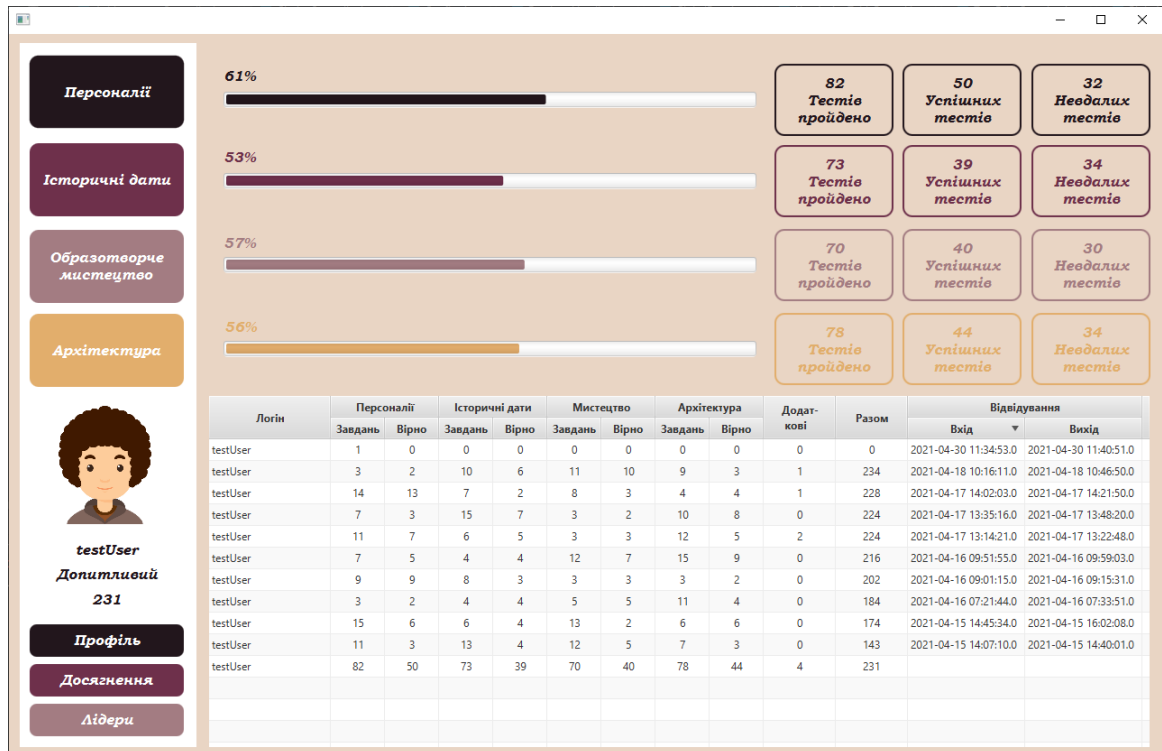 Персоналії
Історичні дати
Образотворче
мистецтво
Архітектура
testUser
Допитливий
231
Профіль
Досягнення
Лідери
61%
82
Тестів
пройдено
50
Успішних
тестів
32
Невдалих
тестів
53%
73
Тестів
пройдено
39
Успішних
тестів
34
Невдалих
тестів
57%
70
Тестів
пройдено
40
Успішних
тестів
30
Невдалих
тестів
56%
78
Тестів
пройдено
44
Успішних
тестів
34
Невдалих
тестів
Логін Персоналії Історичні дати Мистецтво Архітектура Додат-
кові Разом Відвідування
Завдань Вірно Завдань Вірно Завдань Вірно Завдань Вірно Вхід Вихід
testUser 1 0 0 0 0 0 0 0 0 0 2021-04-30 11:34:53.0 2021-04-30 11:40:51.0
testUser 3 2 10 6 11 10 9 3 1 234 2021-04-18 10:16:11.0 2021-04-18 10:46:50.0
testUser 14 13 7 2 8 3 4 4 1 228 2021-04-17 14:02:03.0 2021-04-17 14:21:50.0
testUser 7 3 15 7 3 2 10 8 0 224 2021-04-17 13:35:16.0 2021-04-17 13:48:20.0
testUser 11 7 6 5 3 3 12 5 2 224 2021-04-17 13:14:21.0 2021-04-17 13:22:48.0
testUser 7 5 4 4 12 7 15 9 0 216 2021-04-16 09:51:55.0 2021-04-16 09:59:03.0
testUser 9 9 8 3 3 3 3 2 0 202 2021-04-16 09:01:15.0 2021-04-16 09:15:31.0
testUser 3 2 4 4 5 5 11 4 0 184 2021-04-16 07:21:44.0 2021-04-16 07:33:51.0
testUser 15 6 6 4 13 2 6 6 0 174 2021-04-15 14:45:34.0 2021-04-15 16:02:08.0
testUser 11 3 13 4 12 5 7 3 0 143 2021-04-15 14:07:10.0 2021-04-15 14:40:01.0
testUser 82 50 73 39 70 40 78 44 4 231